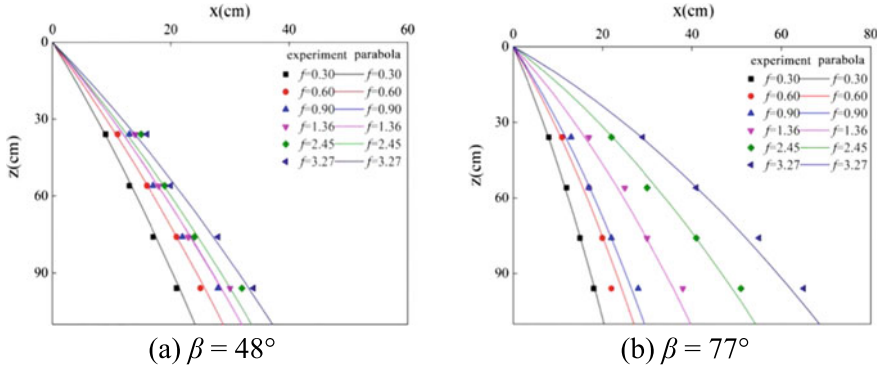 x(cm)
0 20 40 60
0
30
60
90
z(cm)
experiment parabola
f=0.30 f=0.30
f=0.60 f=0.60
f=0.90 f=0.90
f=1.36 f=1.36
f=2.45 f=2.45
f=3.27 f=3.27
(a) β = 48°
x(cm)
0 20 40 60 80
0
30
60
90
z(cm)
experiment parabola
f=0.30 f=0.30
f=0.60 f=0.60
f=0.90 f=0.90
f=1.36 f=1.36
f=2.45 f=2.45
f=3.27 f=3.27
(b) β = 77°